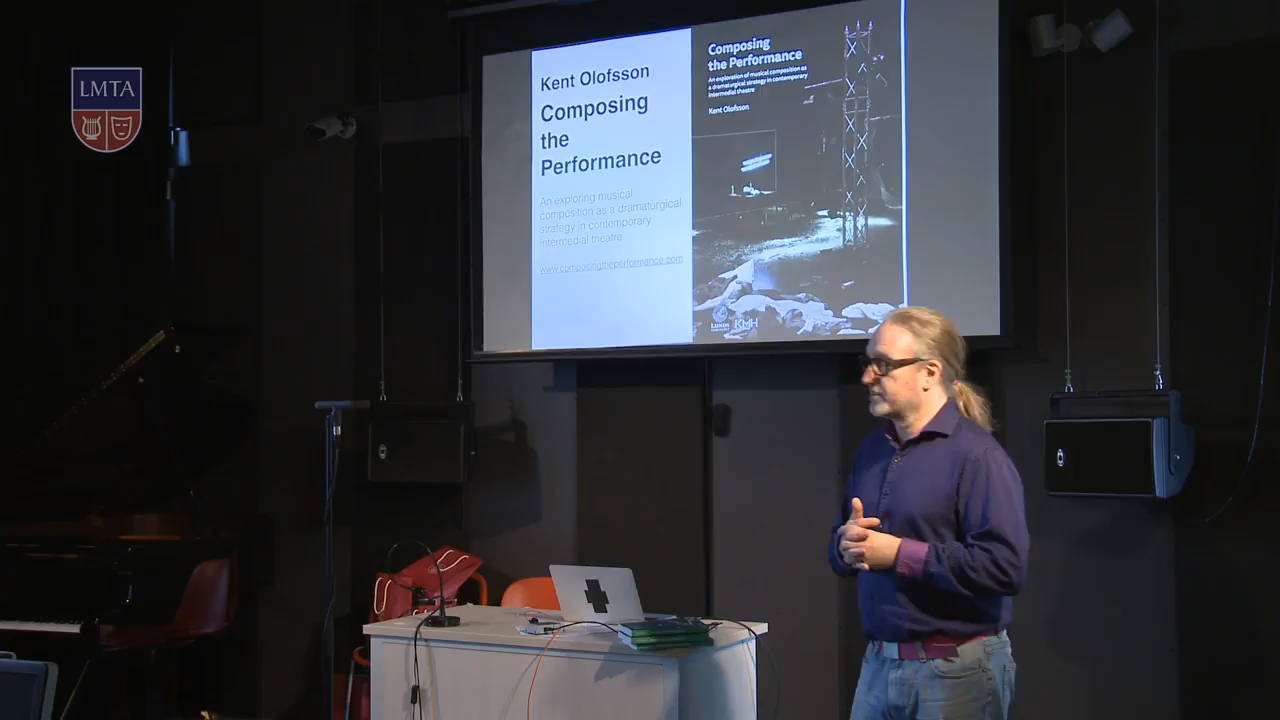 LMTA
Kent Olofsson
Composing
the
Performance
An exploring musical
composition as a dramaturgical
strategy in contemporary
intermedial theatre
www.composingtheperformance.com
Composing
the Performance
An exploration of musical composition as
a dramaturgical strategy in contemporary
intermedial theatre
Kent Olofsson
LUNDS
KMH